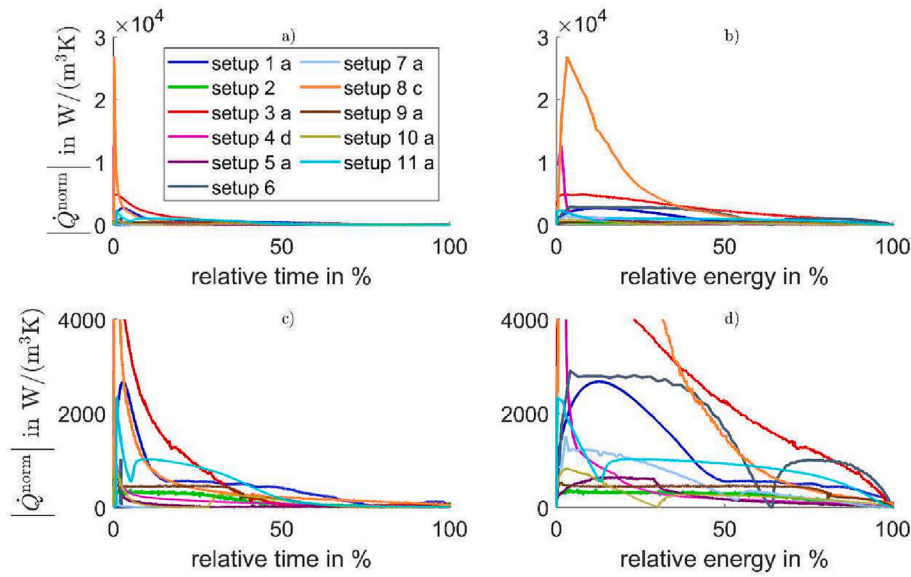 ×10⁴ a) ×10⁴ b)
|Q̇ⁿᵒʳᵐ| in W/(m³K)
3
2
1
0
setup 1 a
setup 2
setup 3 a
setup 4 d
setup 5 a
setup 6
setup 7 a
setup 8 c
setup 9 a
setup 10 a
setup 11 a
0 50 100
relative time in %
3
2
1
0
0 50 100
relative energy in %
c) d)
|Q̇ⁿᵒʳᵐ| in W/(m³K)
4000
2000
0
0 50 100
relative time in %
4000
2000
0
0 50 100
relative energy in %